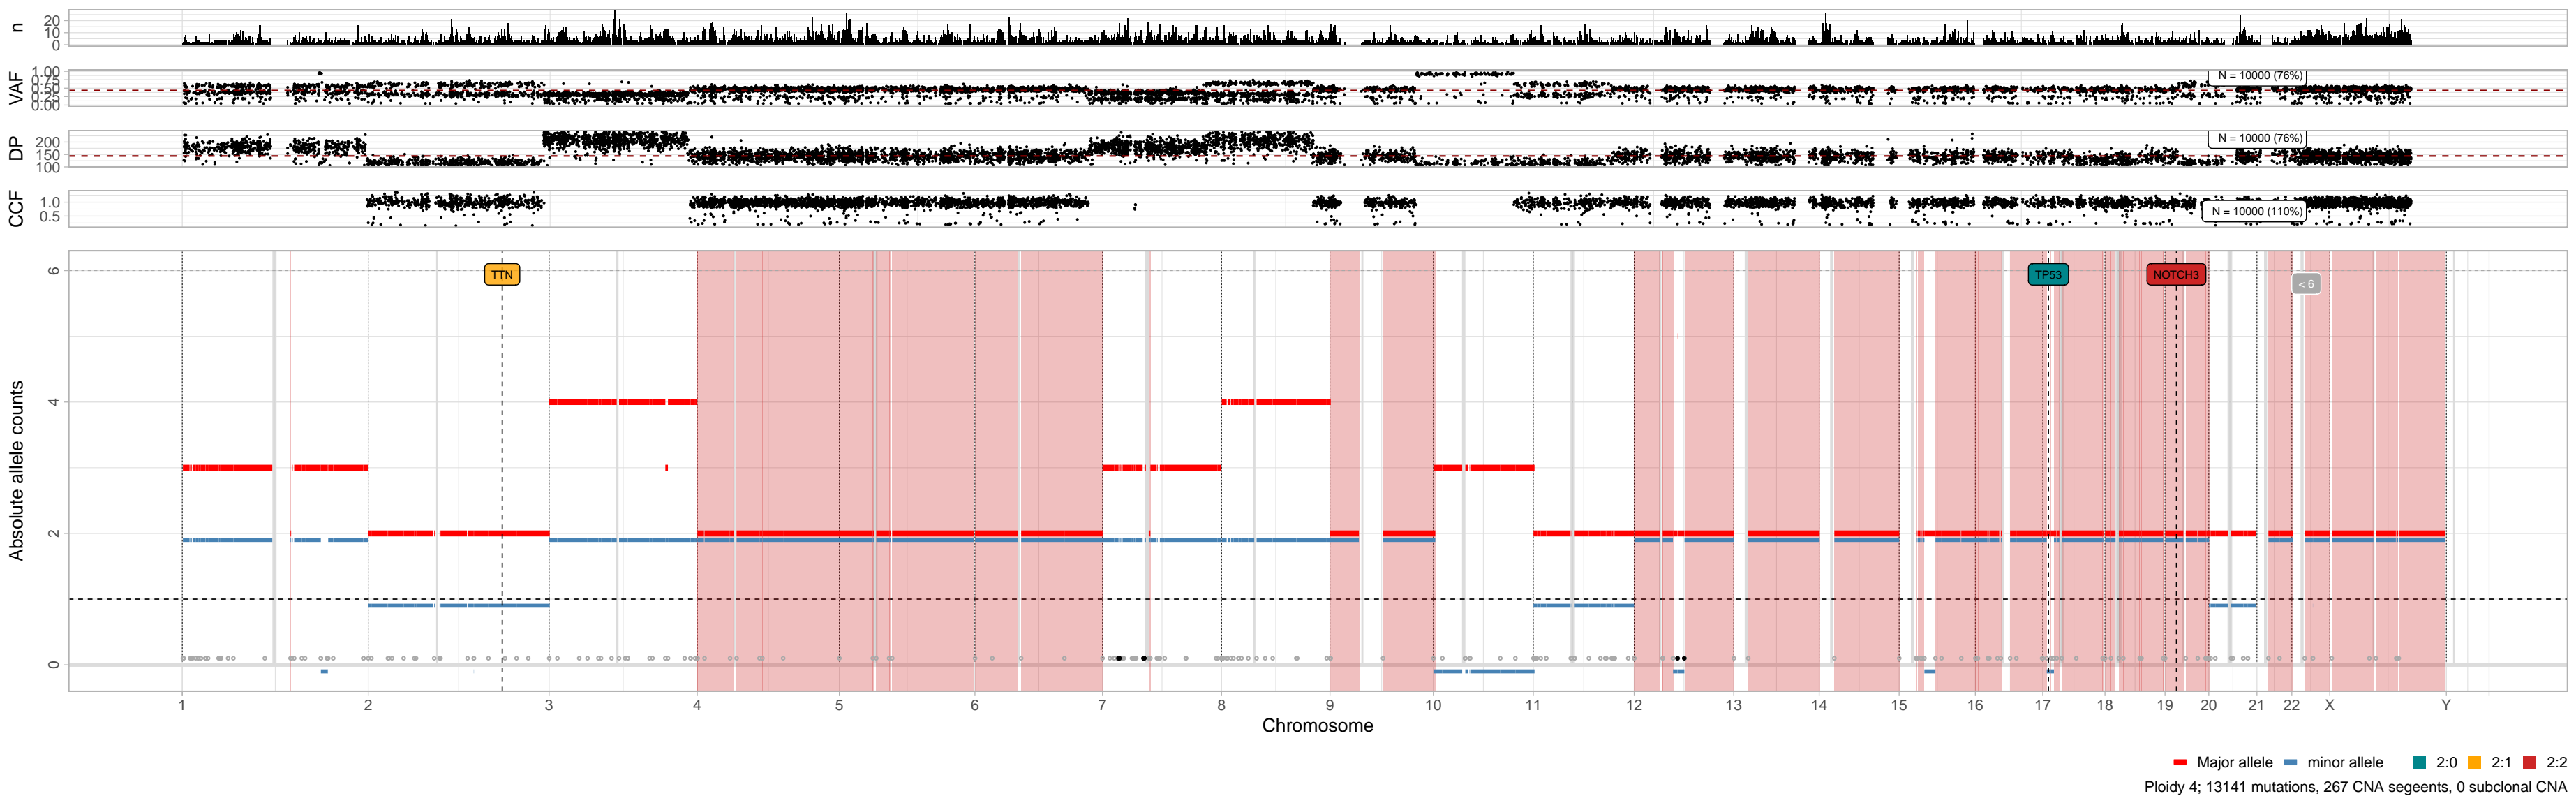 n
20
10
0
VAF
1.00
0.75
0.50
0.25
0.00
N = 10000 (76%)
DP
200
150
100
N = 10000 (76%)
CCF
1.0
0.5
N = 10000 (110%)
Absolute allele counts
6
4
2
0
TTN
TP53
NOTCH3
< 6
1 2 3 4 5 6 7 8 9 10 11 12 13 14 15 16 17 18 19 20 21 22 X Y
Chromosome
Major allele minor allele 2:0 2:1 2:2
Ploidy 4; 13141 mutations, 267 CNA segeents, 0 subclonal CNA